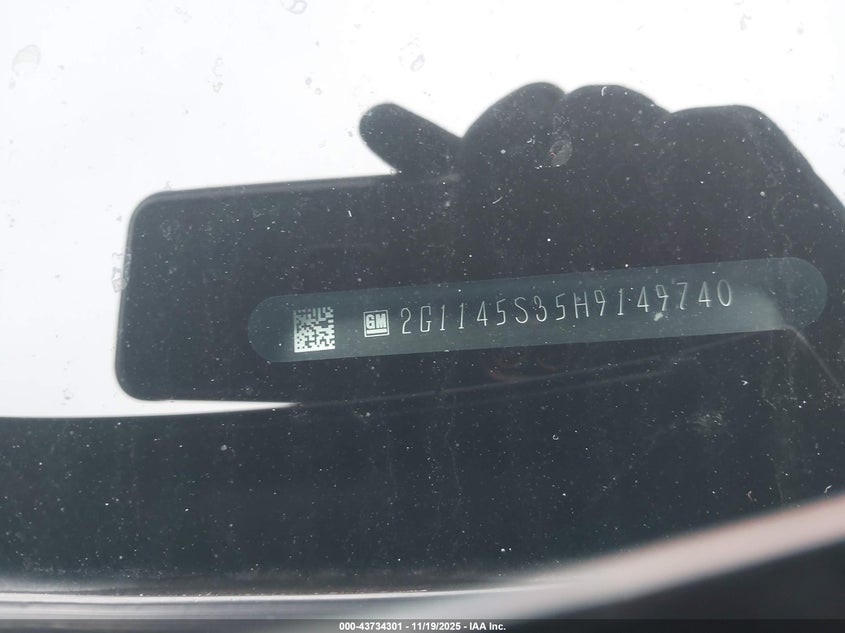 GM 2G1145S35H9149740
000-43734301 - 11/19/2025 - IAA Inc.